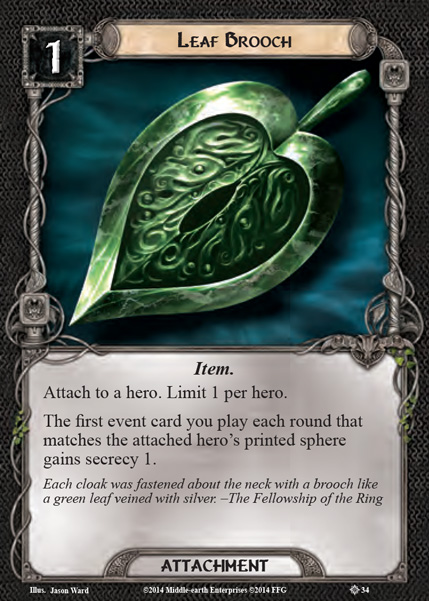 LEAF BROOCH
1
Item.
Attach to a hero. Limit 1 per hero.
The first event card you play each round that
matches the attached hero's printed sphere
gains secrecy 1.
Each cloak was fastened about the neck with a brooch like
a green leaf veined with silver. –The Fellowship of the Ring
ATTACHMENT
Illus. Jason Ward ©2014 Middle-earth Enterprises ©2014 FFG 34